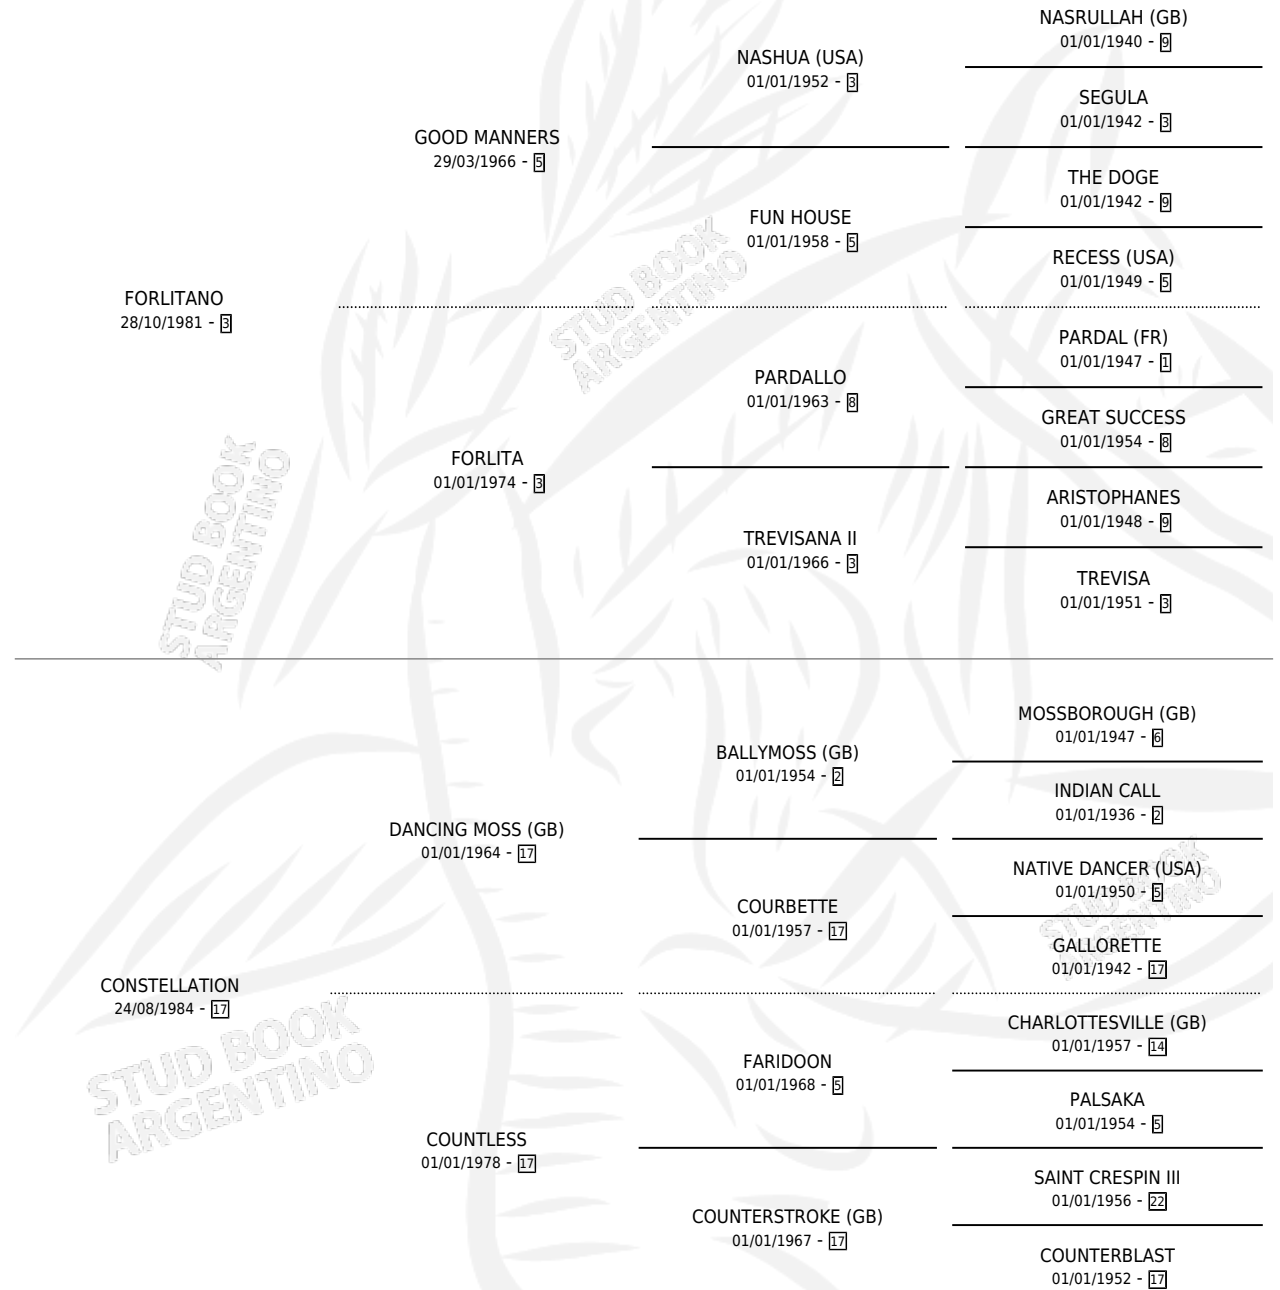 NASRULLAH (GB)
01/01/1940 - 9
NASHUA (USA)
01/01/1952 - 3
SEGULA
01/01/1942 - 3
GOOD MANNERS
29/03/1966 - 5
THE DOGE
01/01/1942 - 9
FUN HOUSE
01/01/1958 - 5
RECESS (USA)
01/01/1949 - 5
FORLITANO
28/10/1981 - 3
PARDAL (FR)
01/01/1947 - 1
PARDALLO
01/01/1963 - 8
GREAT SUCCESS
01/01/1954 - 8
FORLITA
01/01/1974 - 3
ARISTOPHANES
01/01/1948 - 9
TREVISANA II
01/01/1966 - 3
TREVISA
01/01/1951 - 3
STUD BOOK
ARGENTINO
STUD BOOK
ARGENTINO
MOSSBOROUGH (GB)
01/01/1947 - 6
BALLYMOSS (GB)
01/01/1954 - 2
INDIAN CALL
01/01/1936 - 2
DANCING MOSS (GB)
01/01/1964 - 17
NATIVE DANCER (USA)
01/01/1950 - 5
COURBETTE
01/01/1957 - 17
GALLORETTE
01/01/1942 - 17
CONSTELLATION
24/08/1984 - 17
CHARLOTTESVILLE (GB)
01/01/1957 - 14
FARIDOON
01/01/1968 - 5
PALSAKA
01/01/1954 - 5
COUNTLESS
01/01/1978 - 17
SAINT CRESPIN III
01/01/1956 - 22
COUNTERSTROKE (GB)
01/01/1967 - 17
COUNTERBLAST
01/01/1952 - 17
STUD BOOK
ARGENTINO
STUD BOOK
ARGENTINO